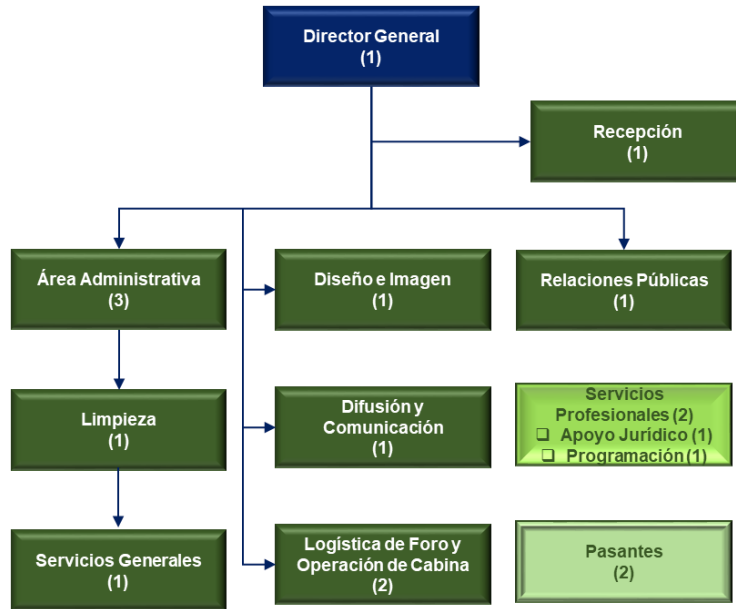 Director General
(1)
Recepción
(1)
Área Administrativa
(3)
Diseño e Imagen
(1)
Relaciones Públicas
(1)
Limpieza
(1)
Difusión y
Comunicación
(1)
Servicios
Profesionales (2)
❑ Apoyo Jurídico (1)
❑ Programación (1)
Servicios Generales
(1)
Logística de Foro y
Operación de Cabina
(2)
Pasantes
(2)